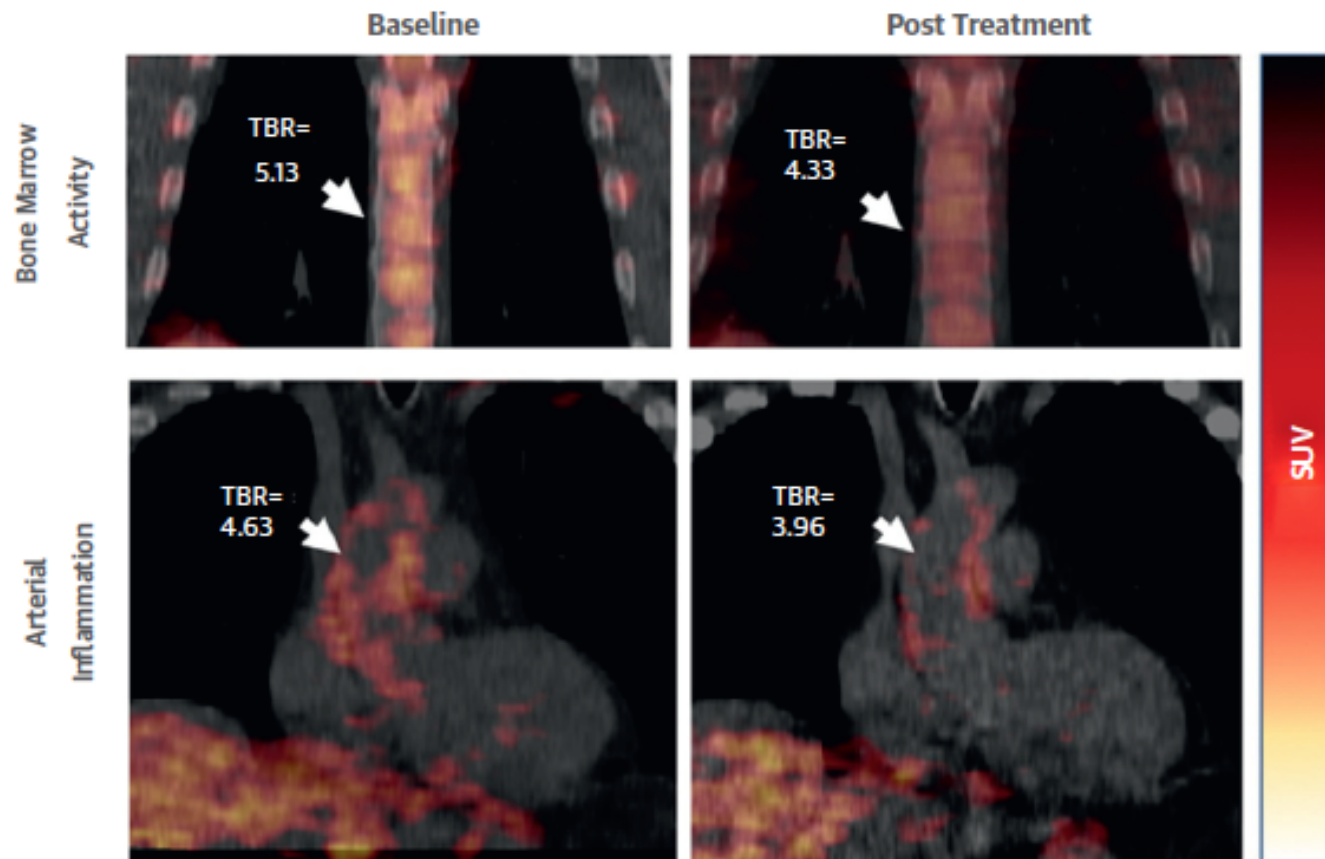 Baseline
Post Treatment
Bone Marrow
Activity
TBR=
5.13
TBR=
4.33
Arterial
Inflammation
TBR=
4.63
TBR=
3.96
SUV